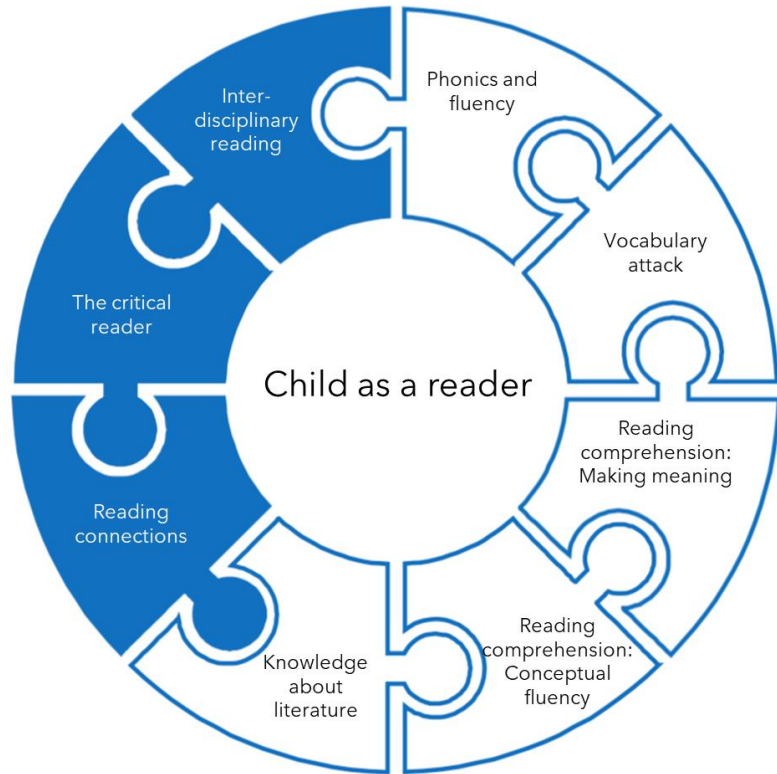 Phonics and
fluency
Vocabulary
attack
Reading
comprehension:
Making meaning
Reading
comprehension:
Conceptual
fluency
Knowledge
about
literature
Reading
connections
The critical
reader
Inter-
disciplinary
reading
Child as a reader